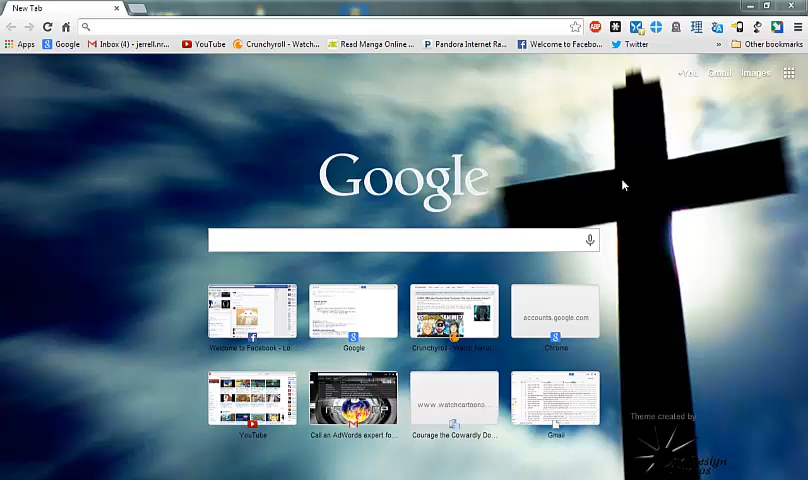 New Tab
Apps Google Inbox (4) - jerrell.nr... YouTube Crunchyroll - Watch... Read Manga Online ... Pandora Internet Ra... Welcome to Facebo... Twitter » Other bookmarks
+You Gmail Images
Google
accounts.google.com
Welcome to Facebook - Lo... Google Crunchyroll - Watch Chrome
www.watchcartoono...
YouTube Call an AdWords expert fo... Courage the Cowardly Do... Gmail
Theme created by